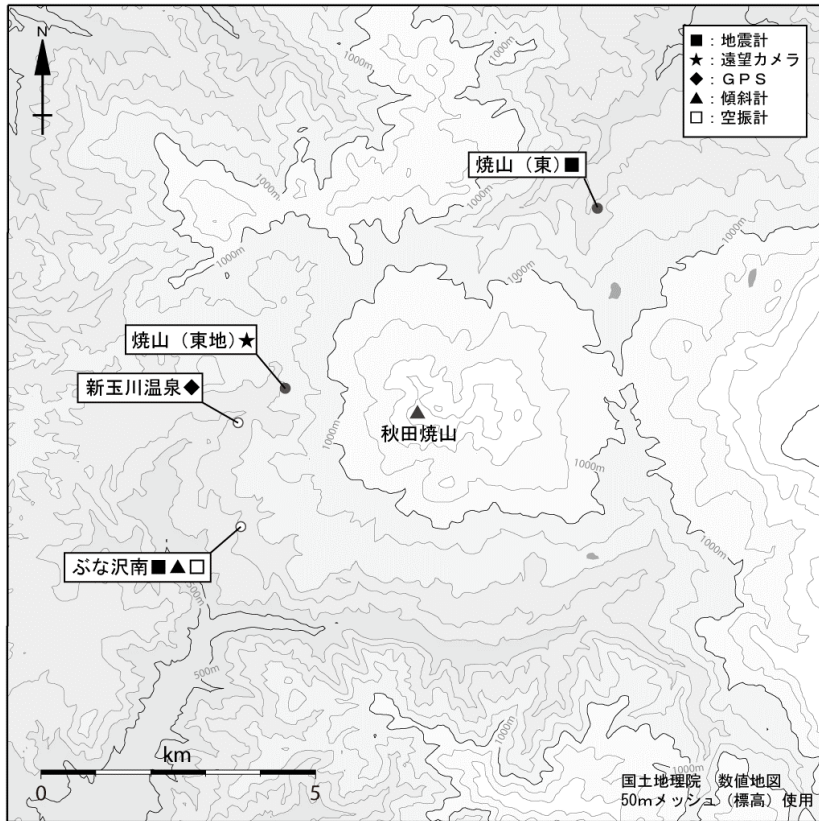 N
■：地震計
★：遠望カメラ
◆：ＧＰＳ
▲：傾斜計
□：空振計
1000m
1000m
焼山（東）■
1000m
1000m
1000m
1000m
焼山（東地）★
新玉川温泉◆
秋田焼山
1000m
1000m
1000m
ぶな沢南■▲□
500m
500m
1000m
1000m
km
0 5
国土地理院　数値地図
50mメッシュ（標高）使用